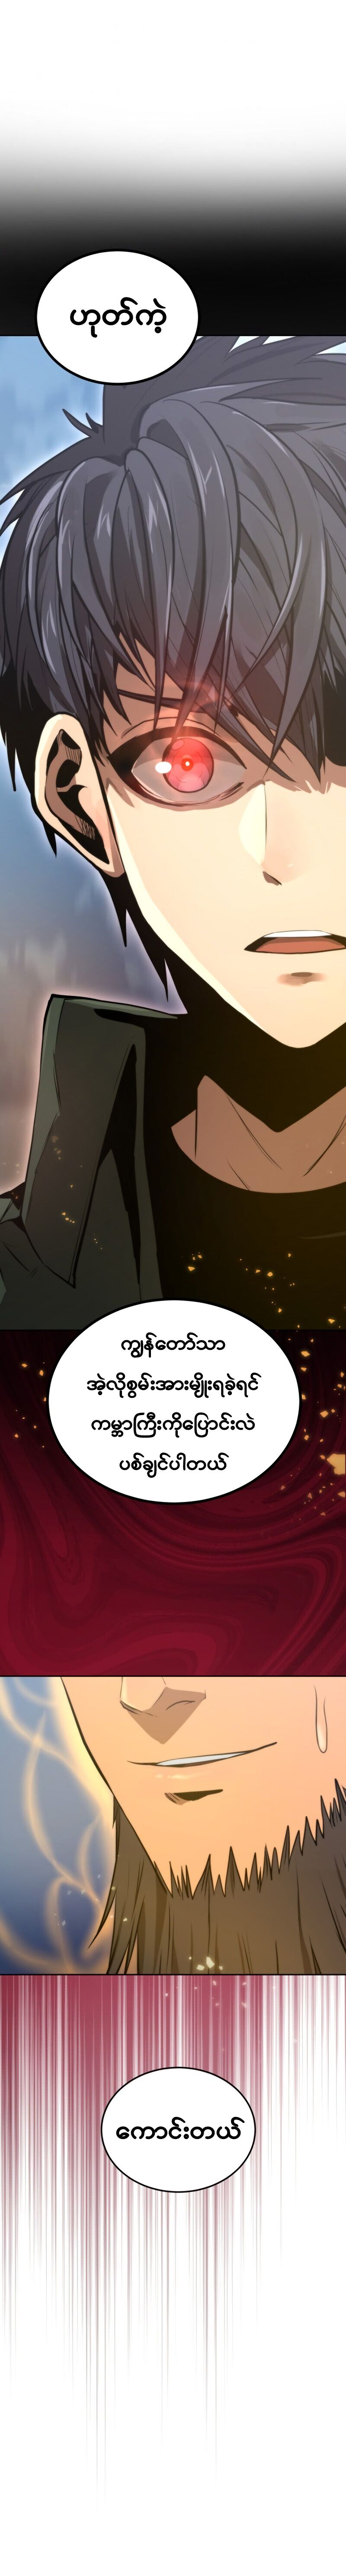 ဟုတ်ကဲ့
ကျွန်တော်သာ
အဲ့လိုစွမ်းအားမျိုးရခဲ့ရင်
ကမ္ဘာကြီးကိုပြောင်းလဲ
ပစ်ချင်ပါတယ်
ကောင်းတယ်